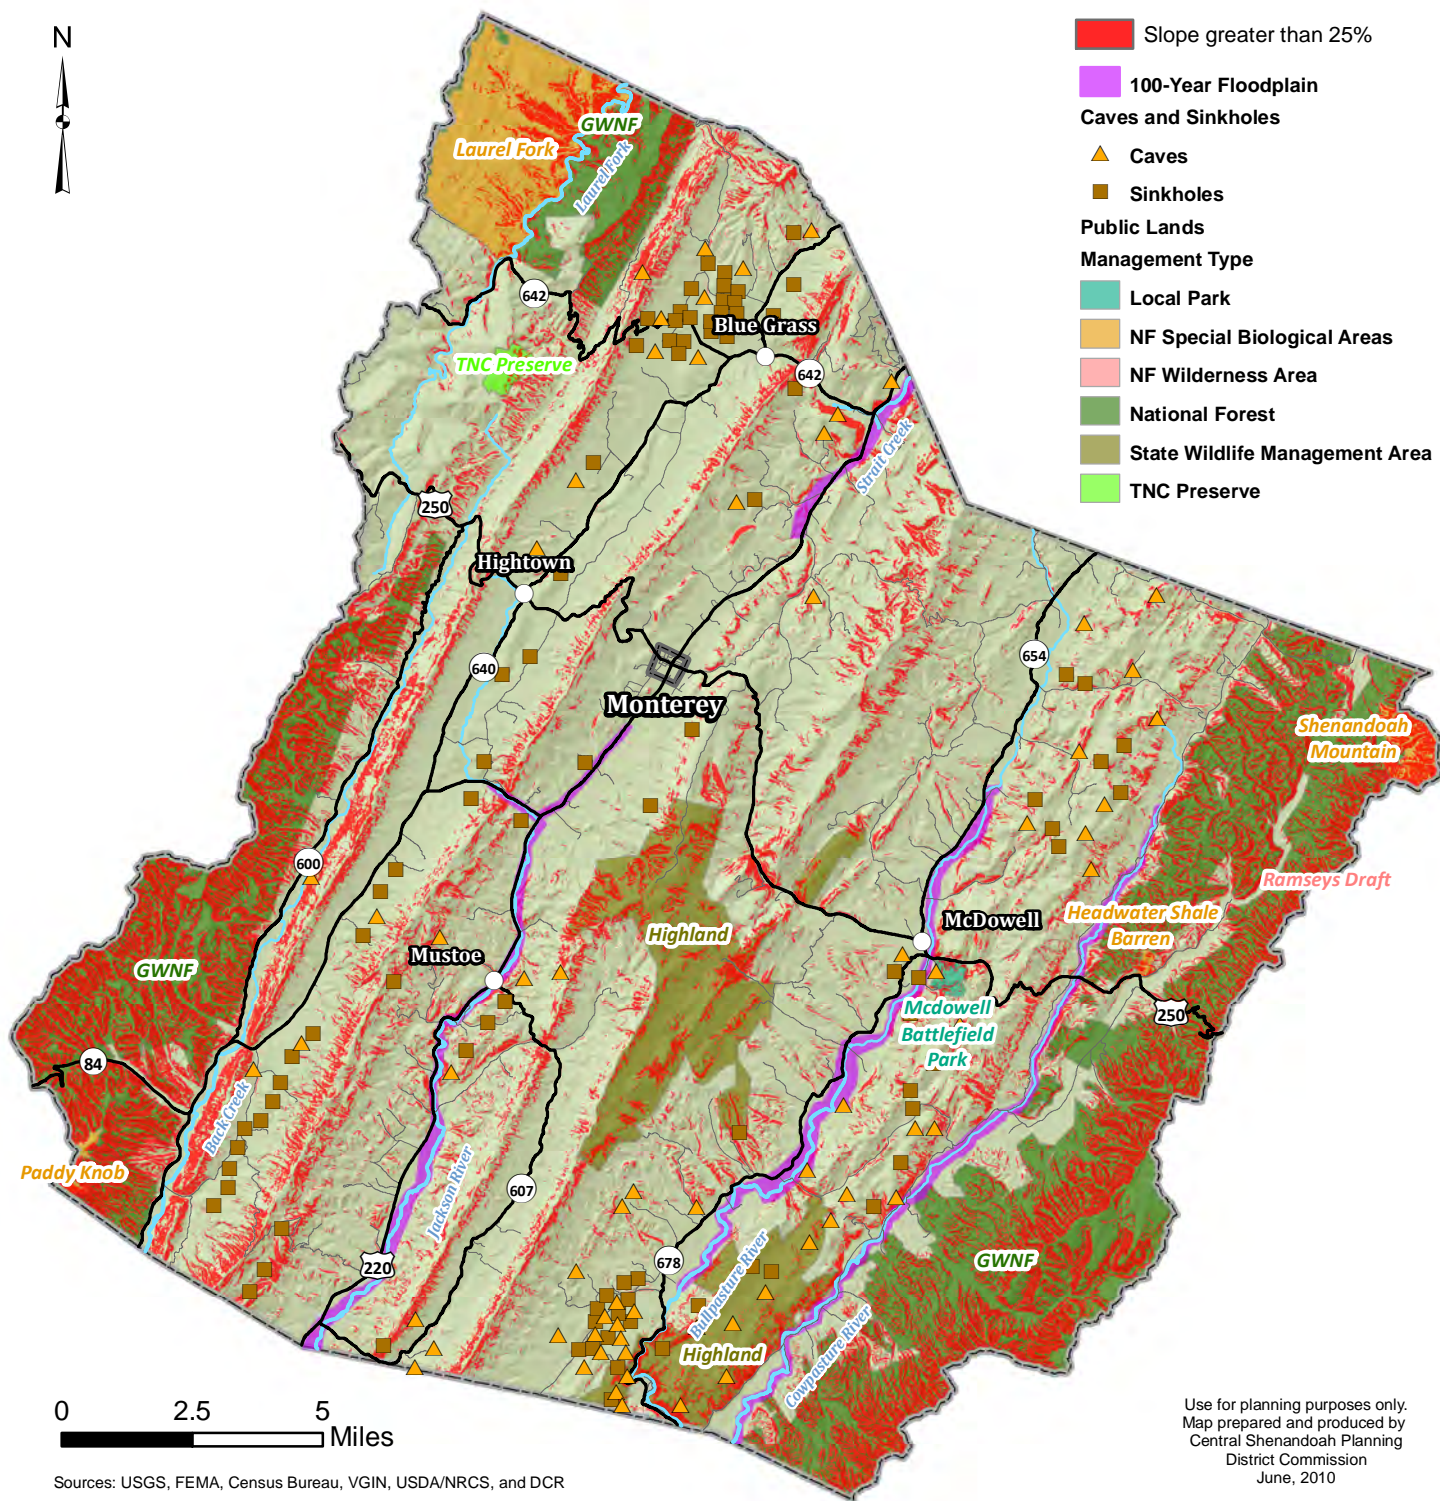 N
Slope greater than 25%
100-Year Floodplain
Caves and Sinkholes
Caves
Sinkholes
Public Lands
Management Type
Local Park
NF Special Biological Areas
NF Wilderness Area
National Forest
State Wildlife Management Area
TNC Preserve
GWNF
Laurel Fork
Laurel Fork
642
Blue Grass
TNC Preserve
642
Strait Creek
250
Hightown
640
654
Monterey
Shenandoah
Mountain
600
Ramseys Draft
Headwater Shale
Barren
McDowell
Highland
Mustoe
GWNF
Mcdowell
Battlefield
Park
250
84
Back Creek
Paddy Knob
Jackson River
607
678
Bullpasture River
GWNF
220
Highland
Cowpasture River
0 2.5 5
Miles
Sources: USGS, FEMA, Census Bureau, VGIN, USDA/NRCS, and DCR
Use for planning purposes only.
Map prepared and produced by
Central Shenandoah Planning
District Commission
June, 2010